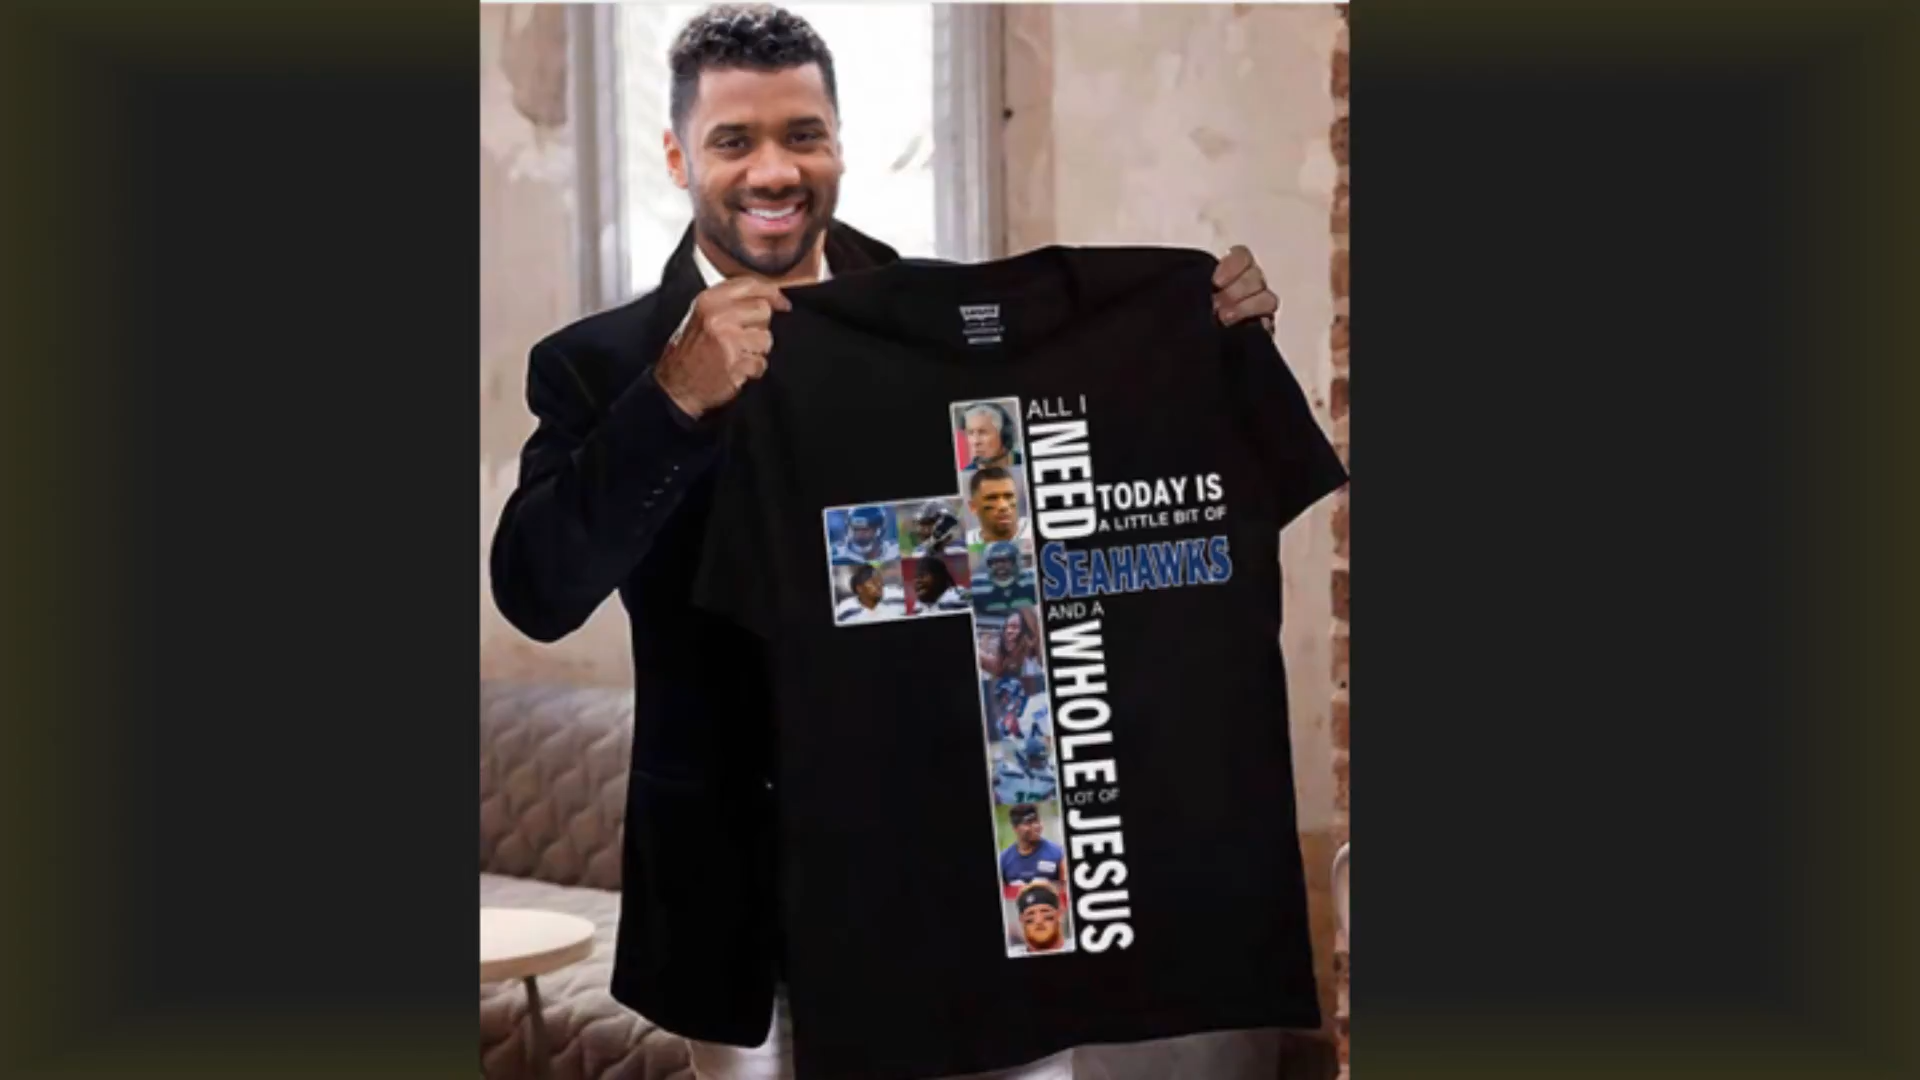 ALL I
NEED
TODAY IS
A LITTLE BIT OF
SEAHAWKS
AND A
WHOLE
LOT OF
JESUS